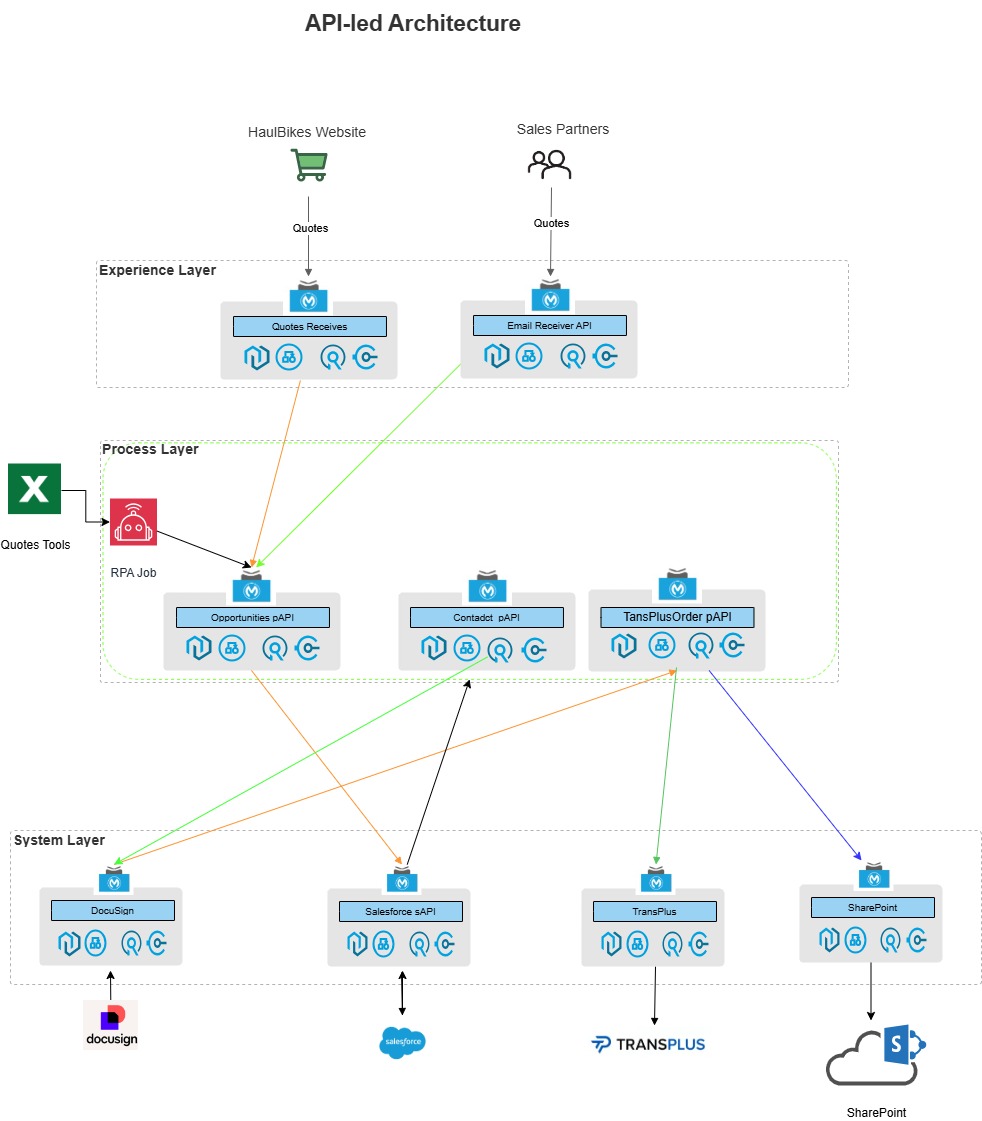 API-led Architecture
HaulBikes Website
Sales Partners
Quotes
Quotes
Experience Layer
Quotes Receives
Email Receiver API
Process Layer
X
Quotes Tools
RPA Job
Opportunities pAPI
Contadct pAPI
TansPlusOrder pAPI
System Layer
DocuSign
Salesforce sAPI
TransPlus
SharePoint
docusign
salesforce
TRANSPLUS
S
SharePoint